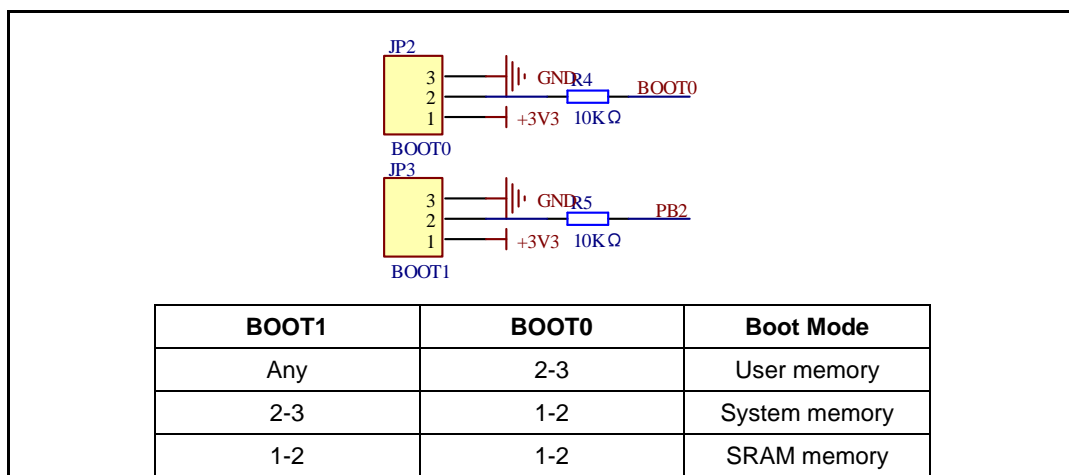 JP2
3 GND R4 BOOT0
2
1 +3V3 10KΩ
BOOT0
JP3
3 GND R5 PB2
2
1 +3V3 10KΩ
BOOT1
BOOT1 BOOT0 Boot Mode
Any 2-3 User memory
2-3 1-2 System memory
1-2 1-2 SRAM memory